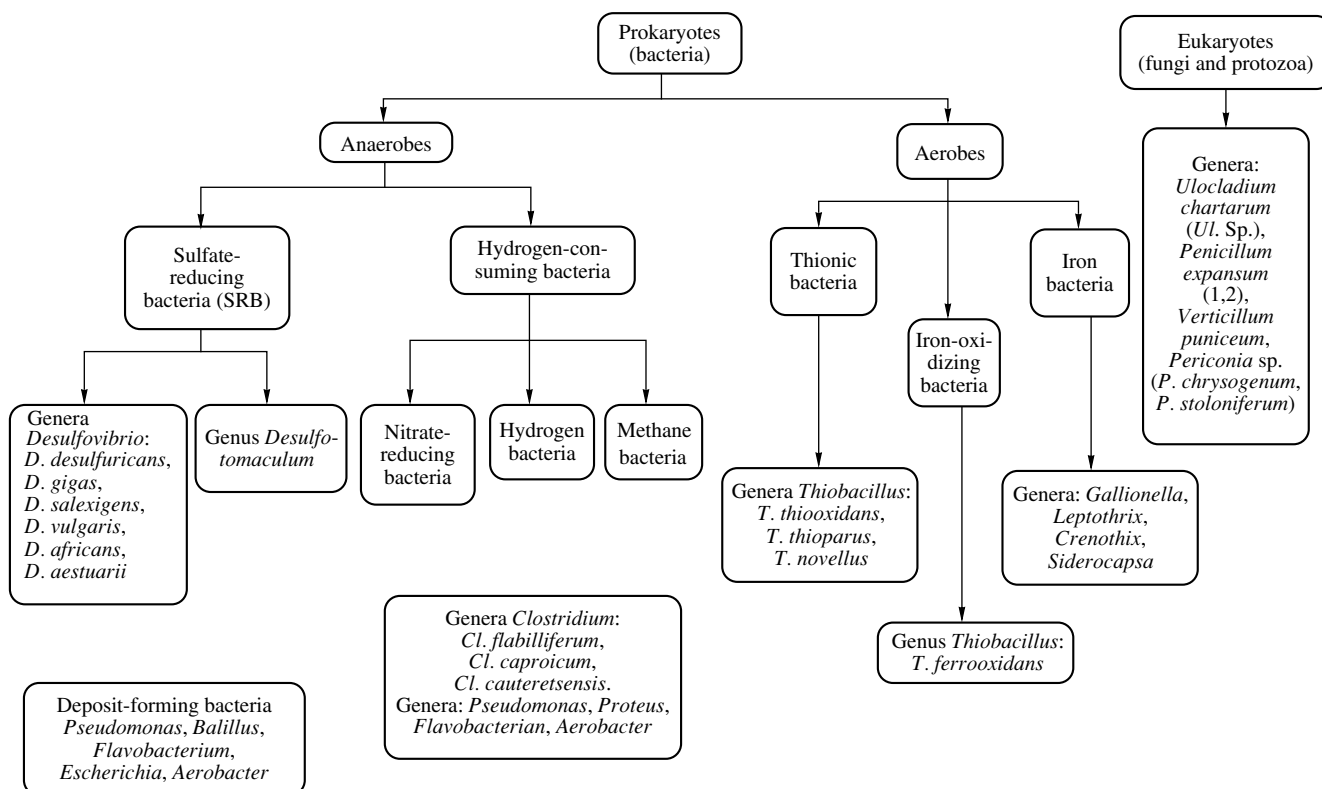 Prokaryotes
(bacteria)
Eukaryotes
(fungi and protozoa)
Anaerobes
Aerobes
Sulfate-
reducing
bacteria (SRB)
Hydrogen-con-
suming bacteria
Thionic
bacteria
Iron-oxi-
dizing
bacteria
Iron
bacteria
Genera:
Ulocladium
chartarum
(Ul. Sp.),
Penicillum
expansum
(1,2),
Verticillum
puniceum,
Periconia sp.
(P. chrysogenum,
P. stoloniferum)
Genera
Desulfovibrio:
D. desulfuricans,
D. gigas,
D. salexigens,
D. vulgaris,
D. africans,
D. aestuarii
Genus Desulfo-
tomaculum
Nitrate-
reducing
bacteria
Hydrogen
bacteria
Methane
bacteria
Genera Thiobacillus:
T. thiooxidans,
T. thioparus,
T. novellus
Genera: Gallionella,
Leptothrix,
Crenothix,
Siderocapsa
Genus Thiobacillus:
T. ferrooxidans
Genera Clostridium:
Cl. flabilliferum,
Cl. caproicum,
Cl. cauteretsensis.
Genera: Pseudomonas, Proteus,
Flavobacterian, Aerobacter
Deposit-forming bacteria
Pseudomonas, Balillus,
Flavobacterium,
Escherichia, Aerobacter